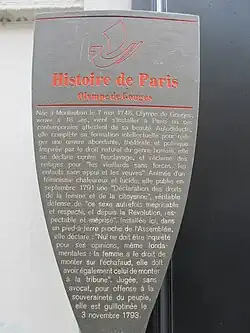 Histoire de Paris
Olympe de Gouges
Née à Montauban le 7 mai 1748, Olympe de Gouges,
veuve à 18 ans, vient s'installer à Paris où ses
contemporains attestent de sa beauté. Autodidacte,
elle complète sa formation intellectuelle pour rédi-
ger une œuvre abondante, théâtrale et politique.
Inspirée par le droit naturel du genre humain, elle
se déclare contre l'esclavage, et réclame des
refuges pour "les vieillards sans forces, les
enfants sans appui et les veuves". Animée d'un
féminisme chaleureux et lucide, elle publie en
septembre 1791 une "Déclaration des droits
de la femme et de la citoyenne", véritable
défense de "ce sexe autrefois méprisable
et respecté, et depuis la Révolution, res-
pectable et méprisé". Installée ici, dans
un pied-à-terre proche de l'Assemblée,
elle déclare : "Nul ne doit être inquiété
pour ses opinions, même fonda-
mentales : la femme a le droit de
monter sur l'échafaud, elle doit
avoir également celui de monter
à la tribune". Jugée, sans
avocat, pour offense à la
souveraineté du peuple,
elle est guillotinée le
3 novembre 1793.